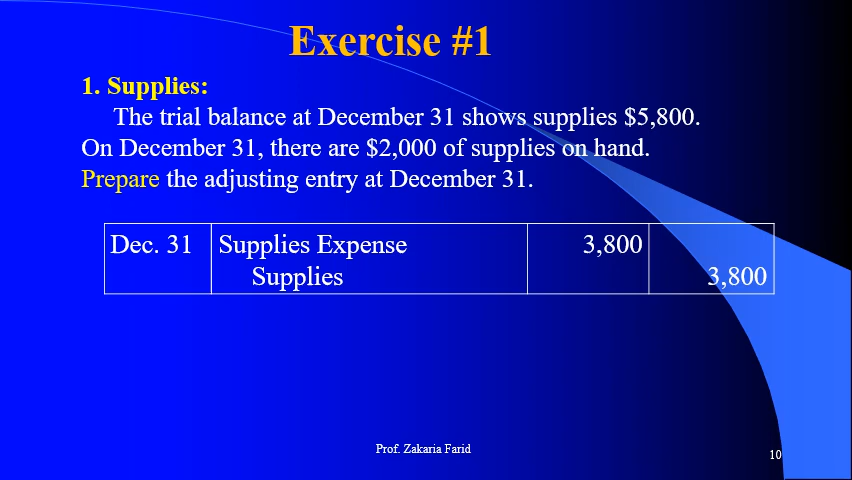 Exercise #1
1. Supplies:
The trial balance at December 31 shows supplies $5,800.
On December 31, there are $2,000 of supplies on hand.
Prepare the adjusting entry at December 31.
Dec. 31 Supplies Expense 3,800
Supplies 3,800
Prof. Zakaria Farid 10